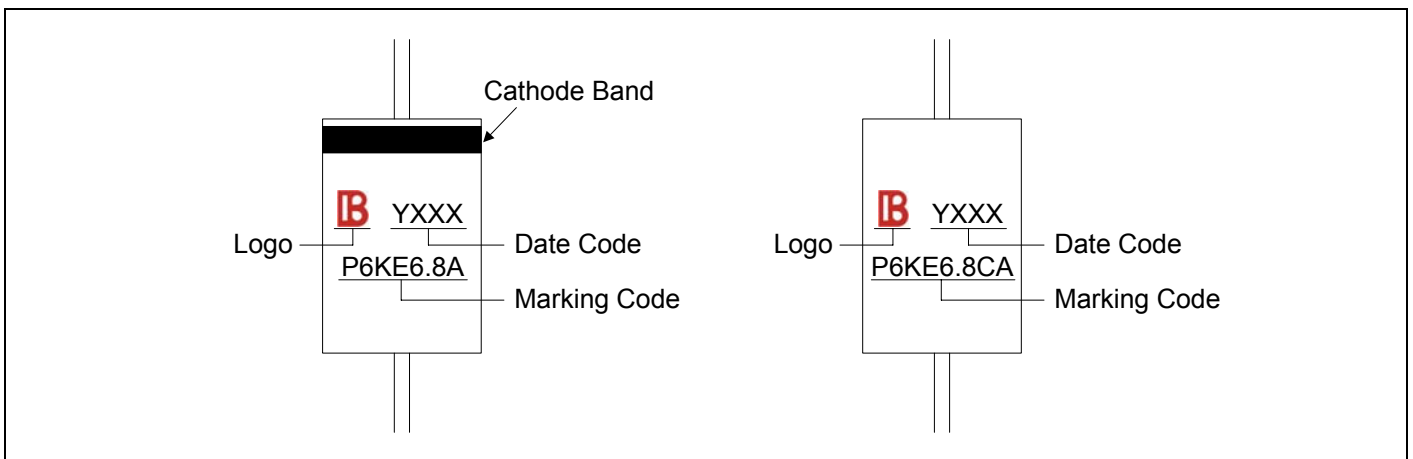 Cathode Band
B YXXX
Logo
Date Code
P6KE6.8A
Marking Code
B YXXX
Logo
Date Code
P6KE6.8CA
Marking Code